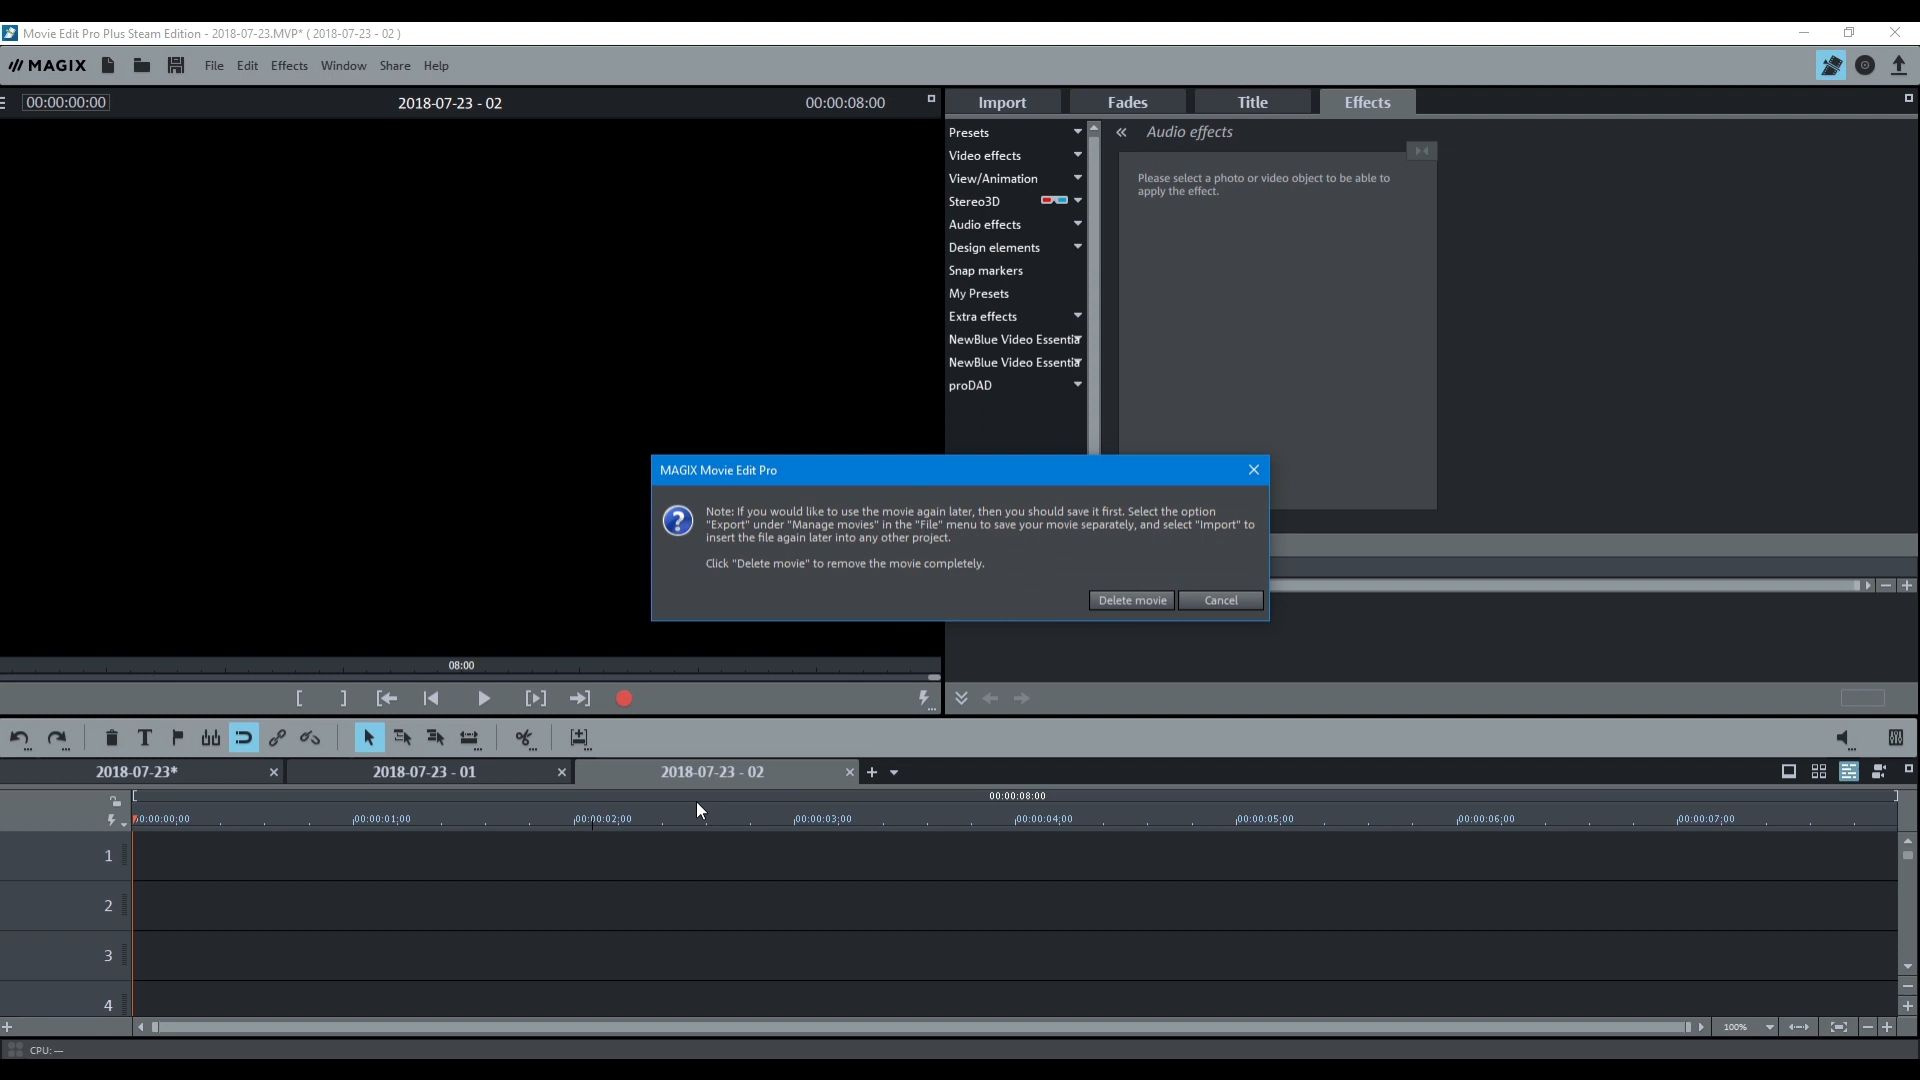 Movie Edit Pro Plus Steam Edition - 2018-07-23.MVP* ( 2018-07-23 - 02 )
MAGIX File Edit Effects Window Share Help
00:00:00:00 2018-07-23 - 02 00:00:08:00
Import Fades Title Effects
Presets
Video effects
View/Animation
Stereo3D
Audio effects
Design elements
Snap markers
My Presets
Extra effects
NewBlue Video Essentia
NewBlue Video Essentia
proDAD
Audio effects
Please select a photo or video object to be able to
apply the effect.
MAGIX Movie Edit Pro
Note: If you would like to use the movie again later, then you should save it first. Select the option
"Export" under "Manage movies" in the "File" menu to save your movie separately, and select "Import" to
insert the file again later into any other project.
Click "Delete movie" to remove the movie completely.
Delete movie Cancel
08:00
2018-07-23* 2018-07-23 - 01 2018-07-23 - 02
00:00:08:00
00:00:00;00 00:00:01;00 00:00:02;00 00:00:03;00 00:00:04;00 00:00:05;00 00:00:06;00 00:00:07;00
1
2
3
4
100%
CPU: —